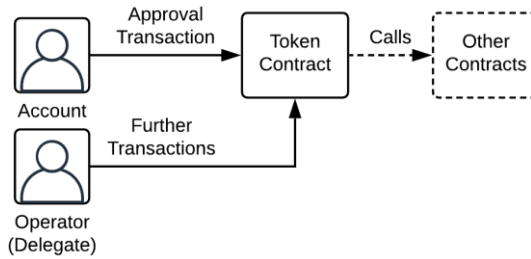 Approval
Transaction
Account
Token
Contract
Calls
Other
Contracts
Further
Transactions
Operator
(Delegate)